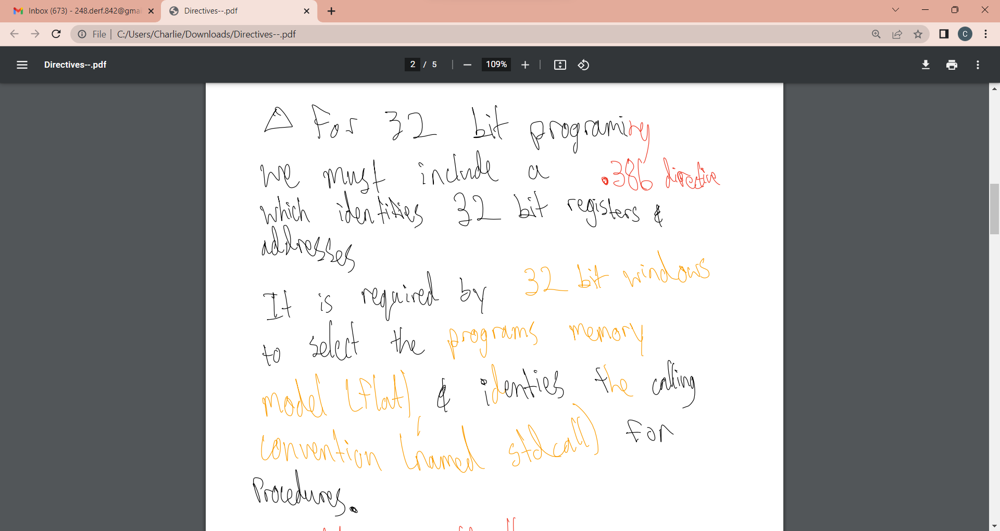 Inbox (673) - 248.derf.842@gmai
Directives--.pdf
File | C:/Users/Charlie/Downloads/Directives--.pdf
C
Directives--.pdf
2 / 5
109%
△ For 32 bit programing
we must include a .386 directive
which identifies 32 bit registers &
addresses
It is required by 32 bit windows
to select the programs memory
model (flat) & identies the calling
convention (named stdcall) for
Procedures.